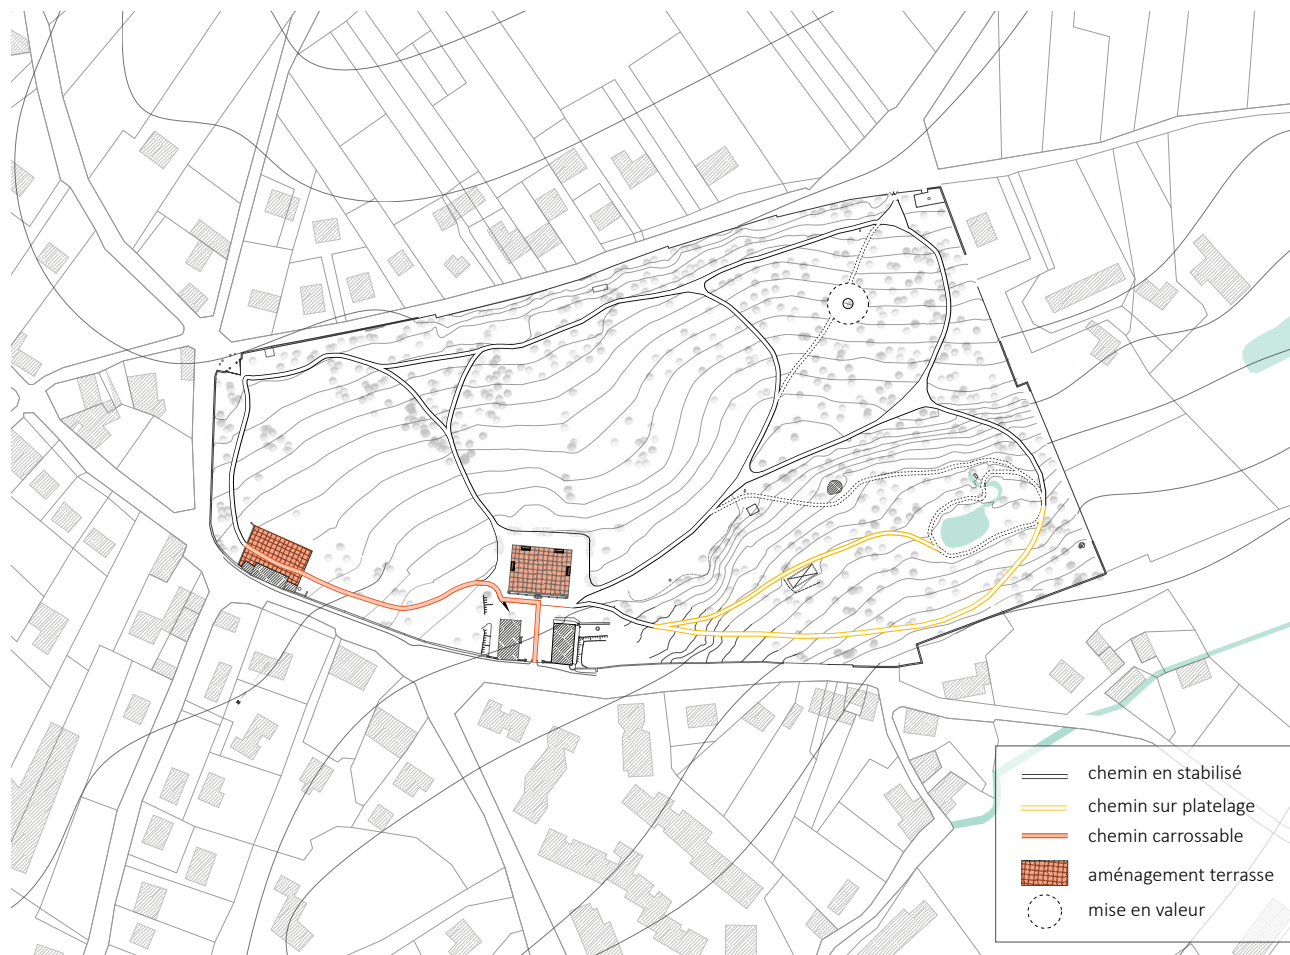 chemin en stabilisé
chemin sur platelage
chemin carrossable
aménagement terrasse
mise en valeur